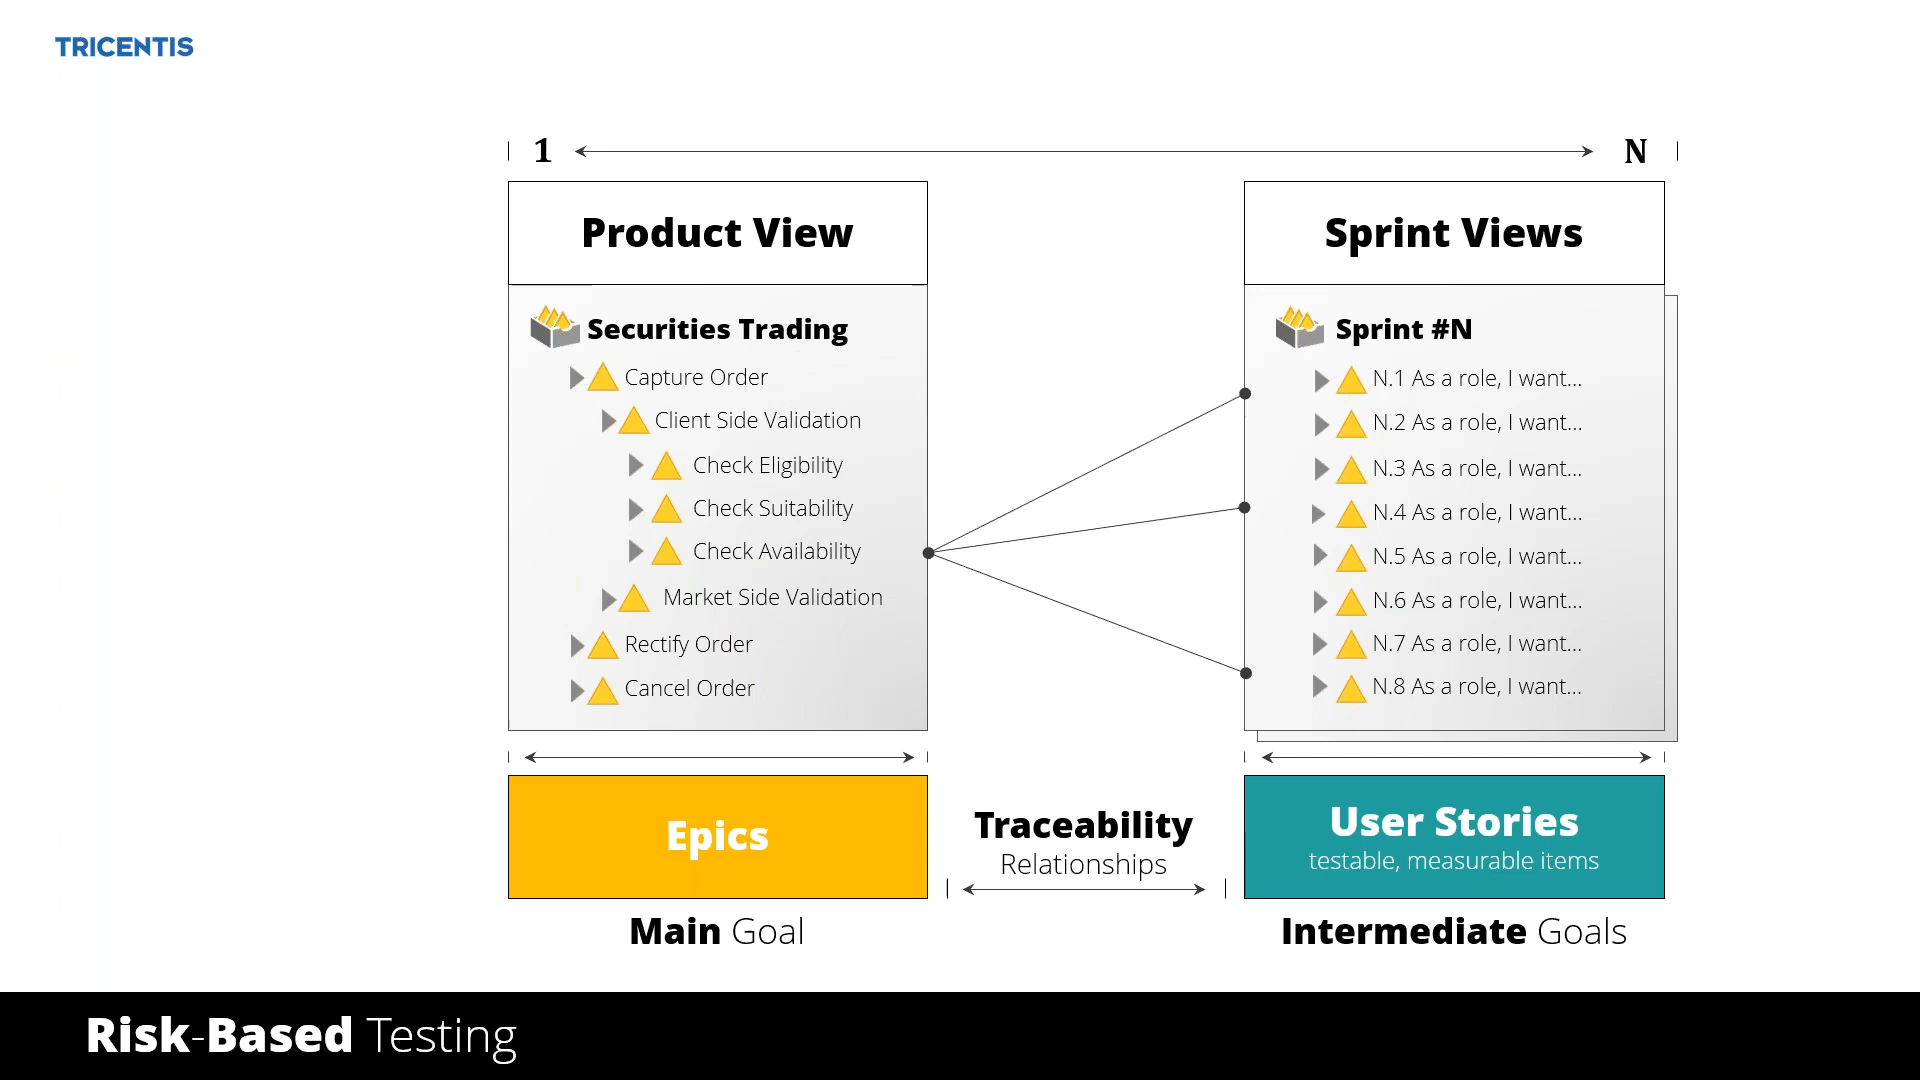 TRICENTIS
1
N
Product View
Securities Trading
Capture Order
Client Side Validation
Check Eligibility
Check Suitability
Check Availability
Market Side Validation
Rectify Order
Cancel Order
Epics
Main Goal
Traceability
Relationships
Sprint Views
Sprint #N
N.1 As a role, I want...
N.2 As a role, I want...
N.3 As a role, I want...
N.4 As a role, I want...
N.5 As a role, I want...
N.6 As a role, I want...
N.7 As a role, I want...
N.8 As a role, I want...
User Stories
testable, measurable items
Intermediate Goals
Risk-Based Testing